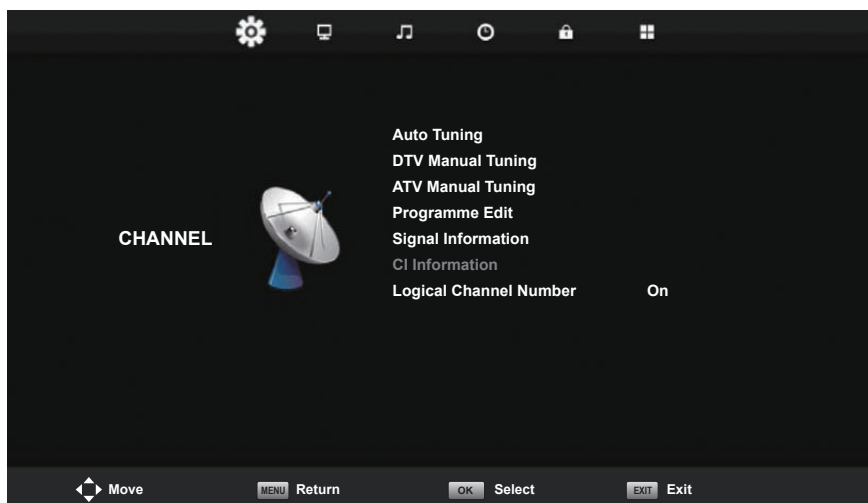 Auto Tuning
DTV Manual Tuning
ATV Manual Tuning
Programme Edit
CHANNEL
Signal Information
CI Information
Logical Channel Number On
Move MENU Return OK Select EXIT Exit